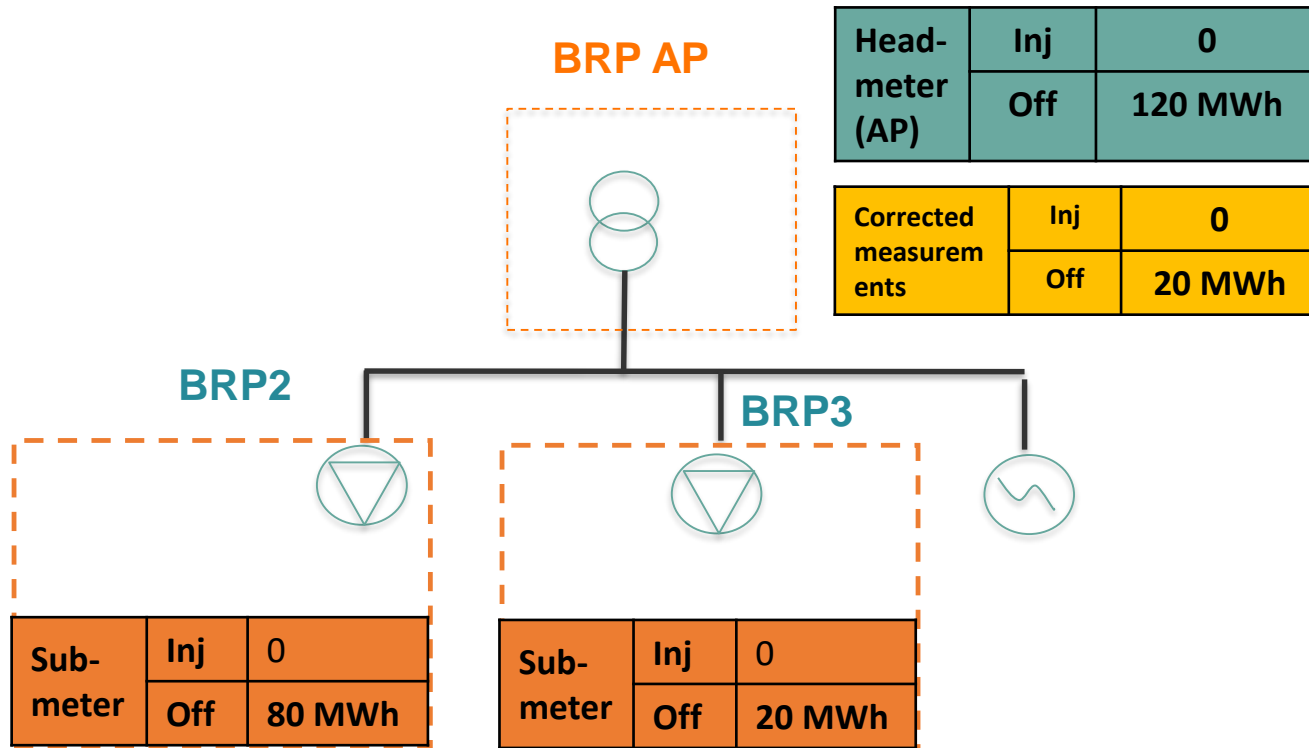 BRP AP
Head-
meter
(AP)
Inj
0
Off
120 MWh
Corrected
measurem
ents
Inj
0
Off
20 MWh
BRP2
BRP3
Sub-
meter
Inj
0
Off
80 MWh
Sub-
meter
Inj
0
Off
20 MWh